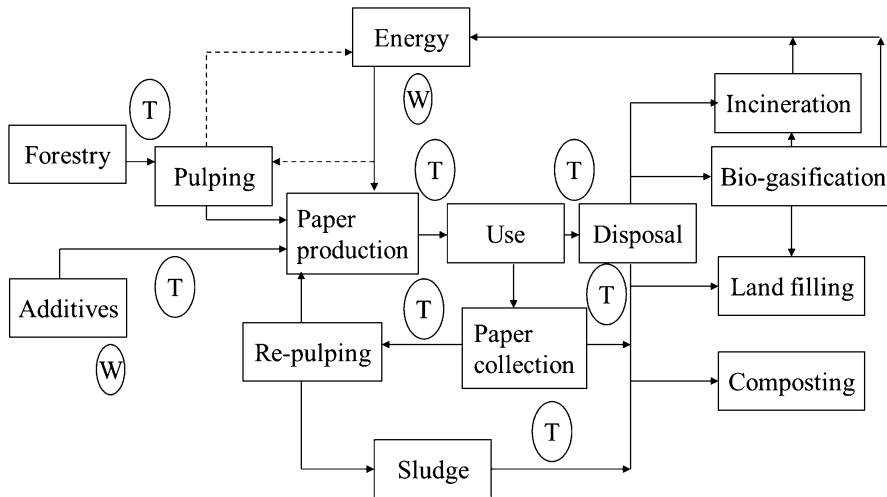 Energy
W
Incineration
T
Forestry
Pulping
T
T
Bio-gasification
Paper
production
Use
Disposal
Additives
T
T
T
Land filling
Re-pulping
Paper
collection
W
Composting
T
Sludge